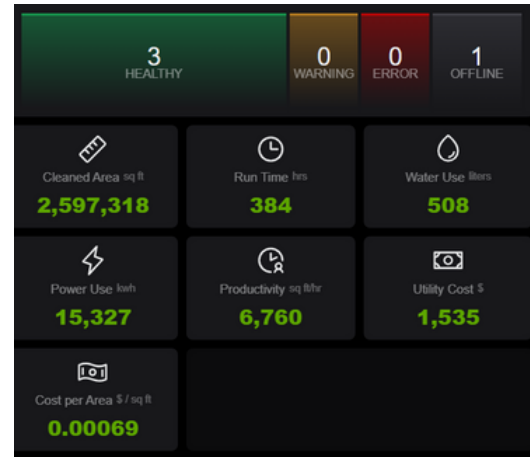 3 0 0 1
HEALTHY WARNING ERROR OFFLINE
Cleaned Area sq ft Run Time hrs Water Use liters
2,597,318 384 508
Power Use kwh Productivity sq ft/hr Utility Cost $
15,327 6,760 1,535
Cost per Area $ / sq ft
0.00069